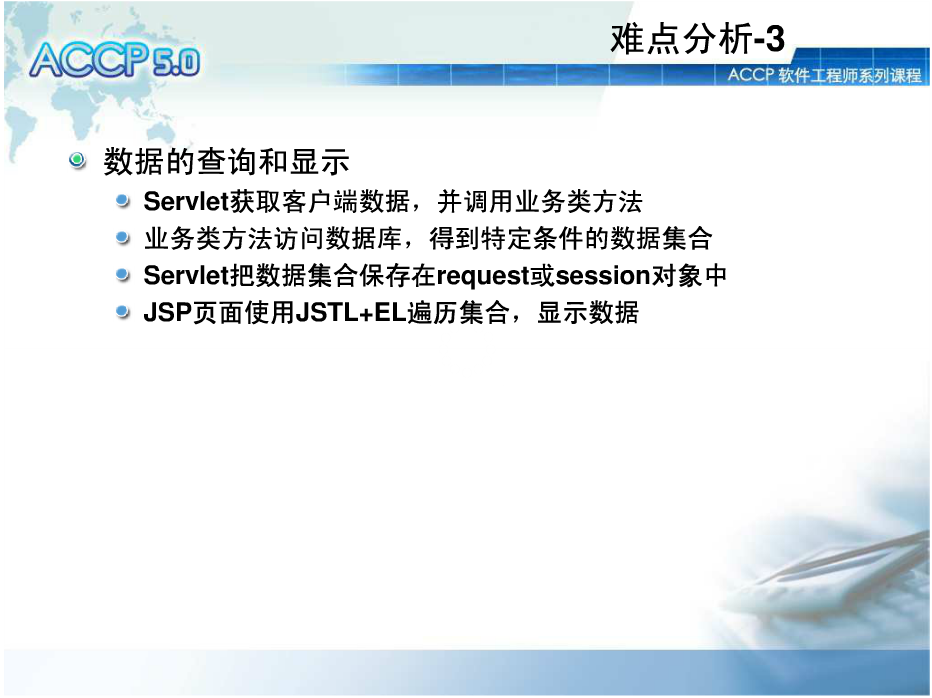 难点分析-3
ACCP 5.0
ACCP 软件工程师系列课程
数据的查询和显示
Servlet获取客户端数据，并调用业务类方法
业务类方法访问数据库，得到特定条件的数据集合
Servlet把数据集合保存在request或session对象中
JSP页面使用JSTL+EL遍历集合，显示数据